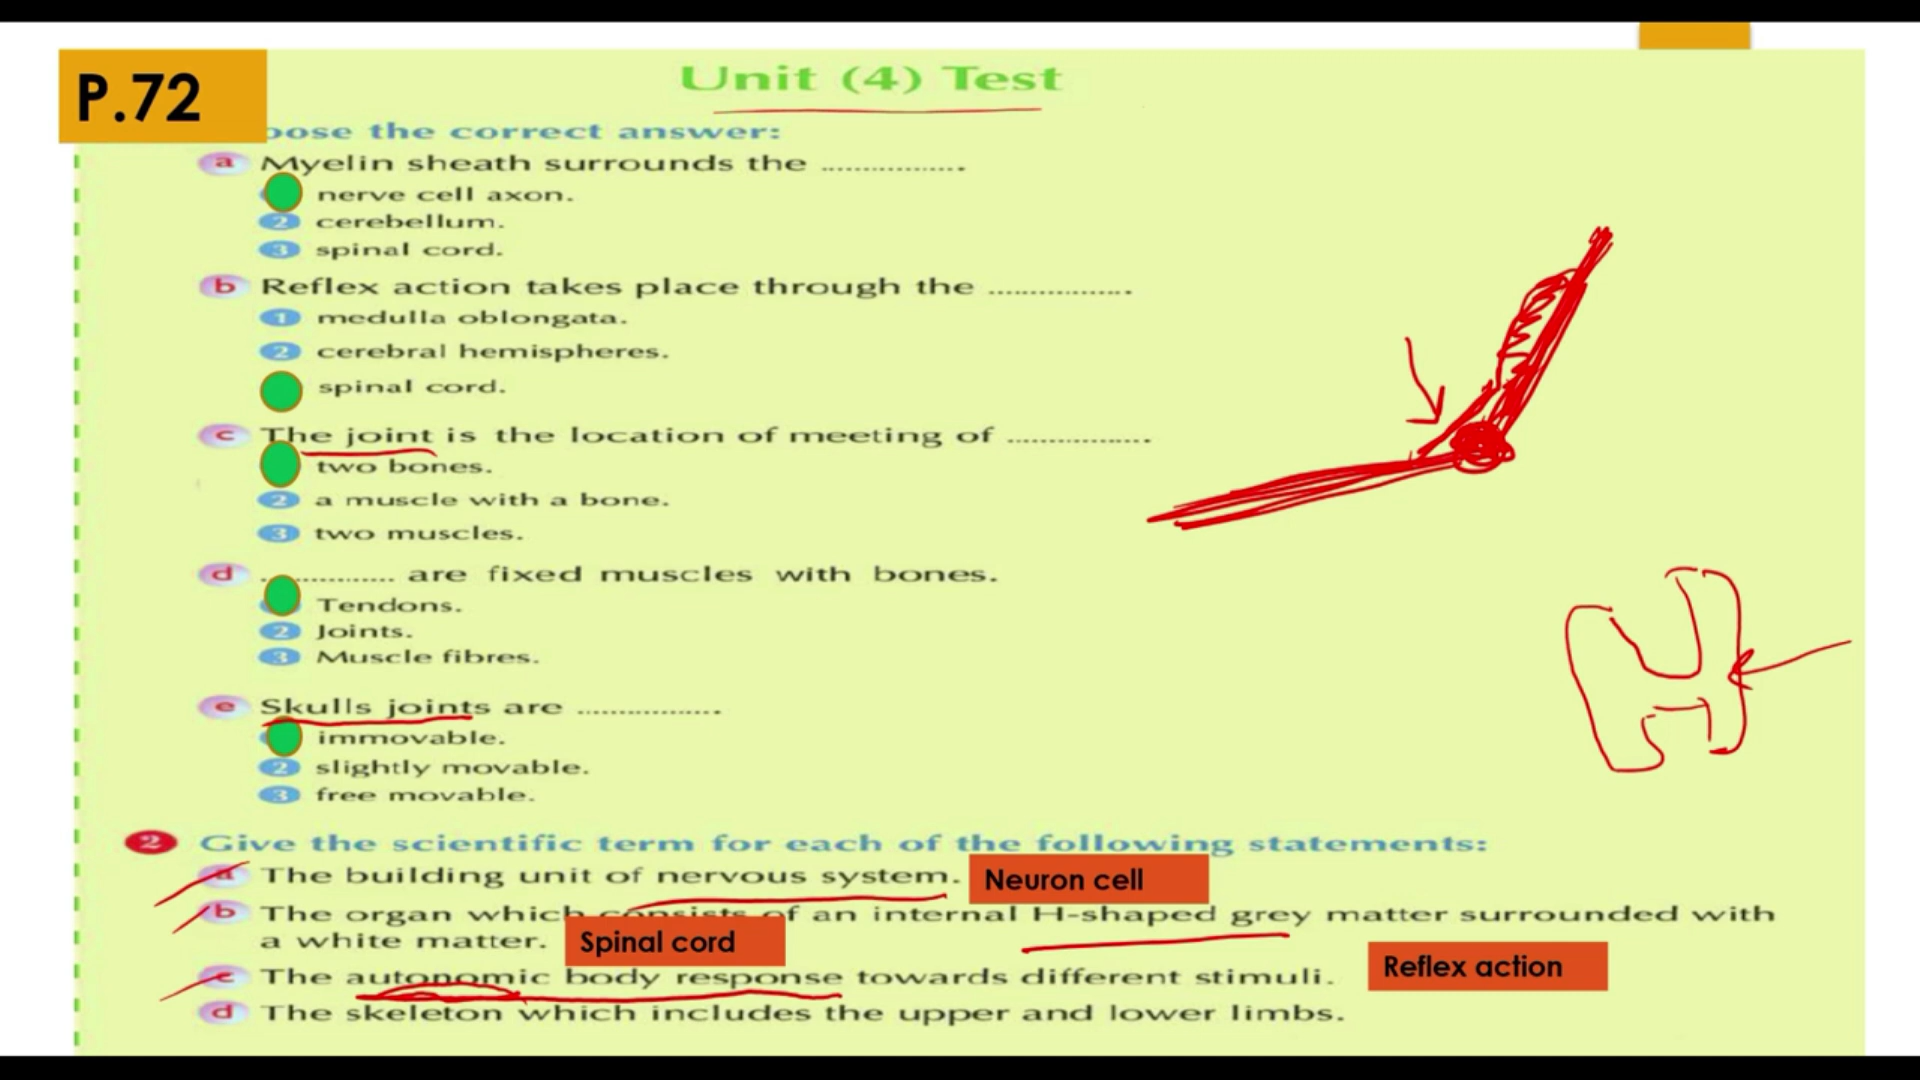 P.72
Unit (4) Test
oose the correct answer:
a Myelin sheath surrounds the ...............
nerve cell axon.
2 cerebellum.
3 spinal cord.
b Reflex action takes place through the ...............
1 medulla oblongata.
2 cerebral hemispheres.
spinal cord.
c The joint is the location of meeting of ...............
two bones.
2 a muscle with a bone.
3 two muscles.
d ............... are fixed muscles with bones.
Tendons.
2 Joints.
3 Muscle fibres.
e Skulls joints are ...............
immovable.
2 slightly movable.
3 free movable.
2 Give the scientific term for each of the following statements:
a The building unit of nervous system. Neuron cell
b The organ which consists of an internal H-shaped grey matter surrounded with
a white matter. Spinal cord
c The autonomic body response towards different stimuli. Reflex action
d The skeleton which includes the upper and lower limbs.